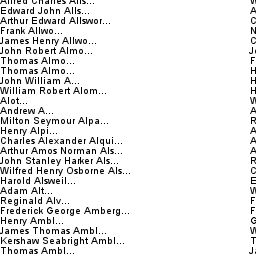 Alfred Charles Alls...
Edward John Alls... A
Arthur Edward Allswor... C
Frank Allwo... N
James Henry Allwo... C
John Robert Almo... J
Thomas Almo... F
Thomas Almo... H
John William A... H
William Robert Alom... H
Alot... W
Andrew A... A
Milton Seymour Alpa... R
Henry Alpi... A
Charles Alexander Alqui... A
Arthur Amos Norman Als... A
John Stanley Harker Als... R
Wilfred Henry Osborne Als... C
Harold Alsweil... E
Adam Alt... W
Reginald Alv... F
Frederick George Amberg... F
Henry Ambl... G
James Thomas Ambl... W
Kershaw Seabright Ambl... T
Thomas Ambl... J